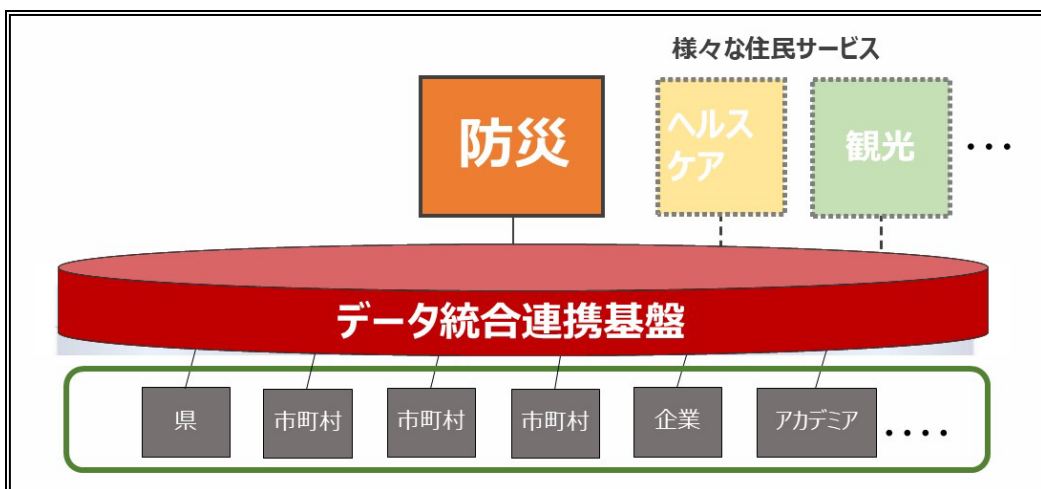 様々な住民サービス
防災
ヘルス
ケア
観光
・・・
データ統合連携基盤
県
市町村
市町村
市町村
企業
アカデミア
・・・・